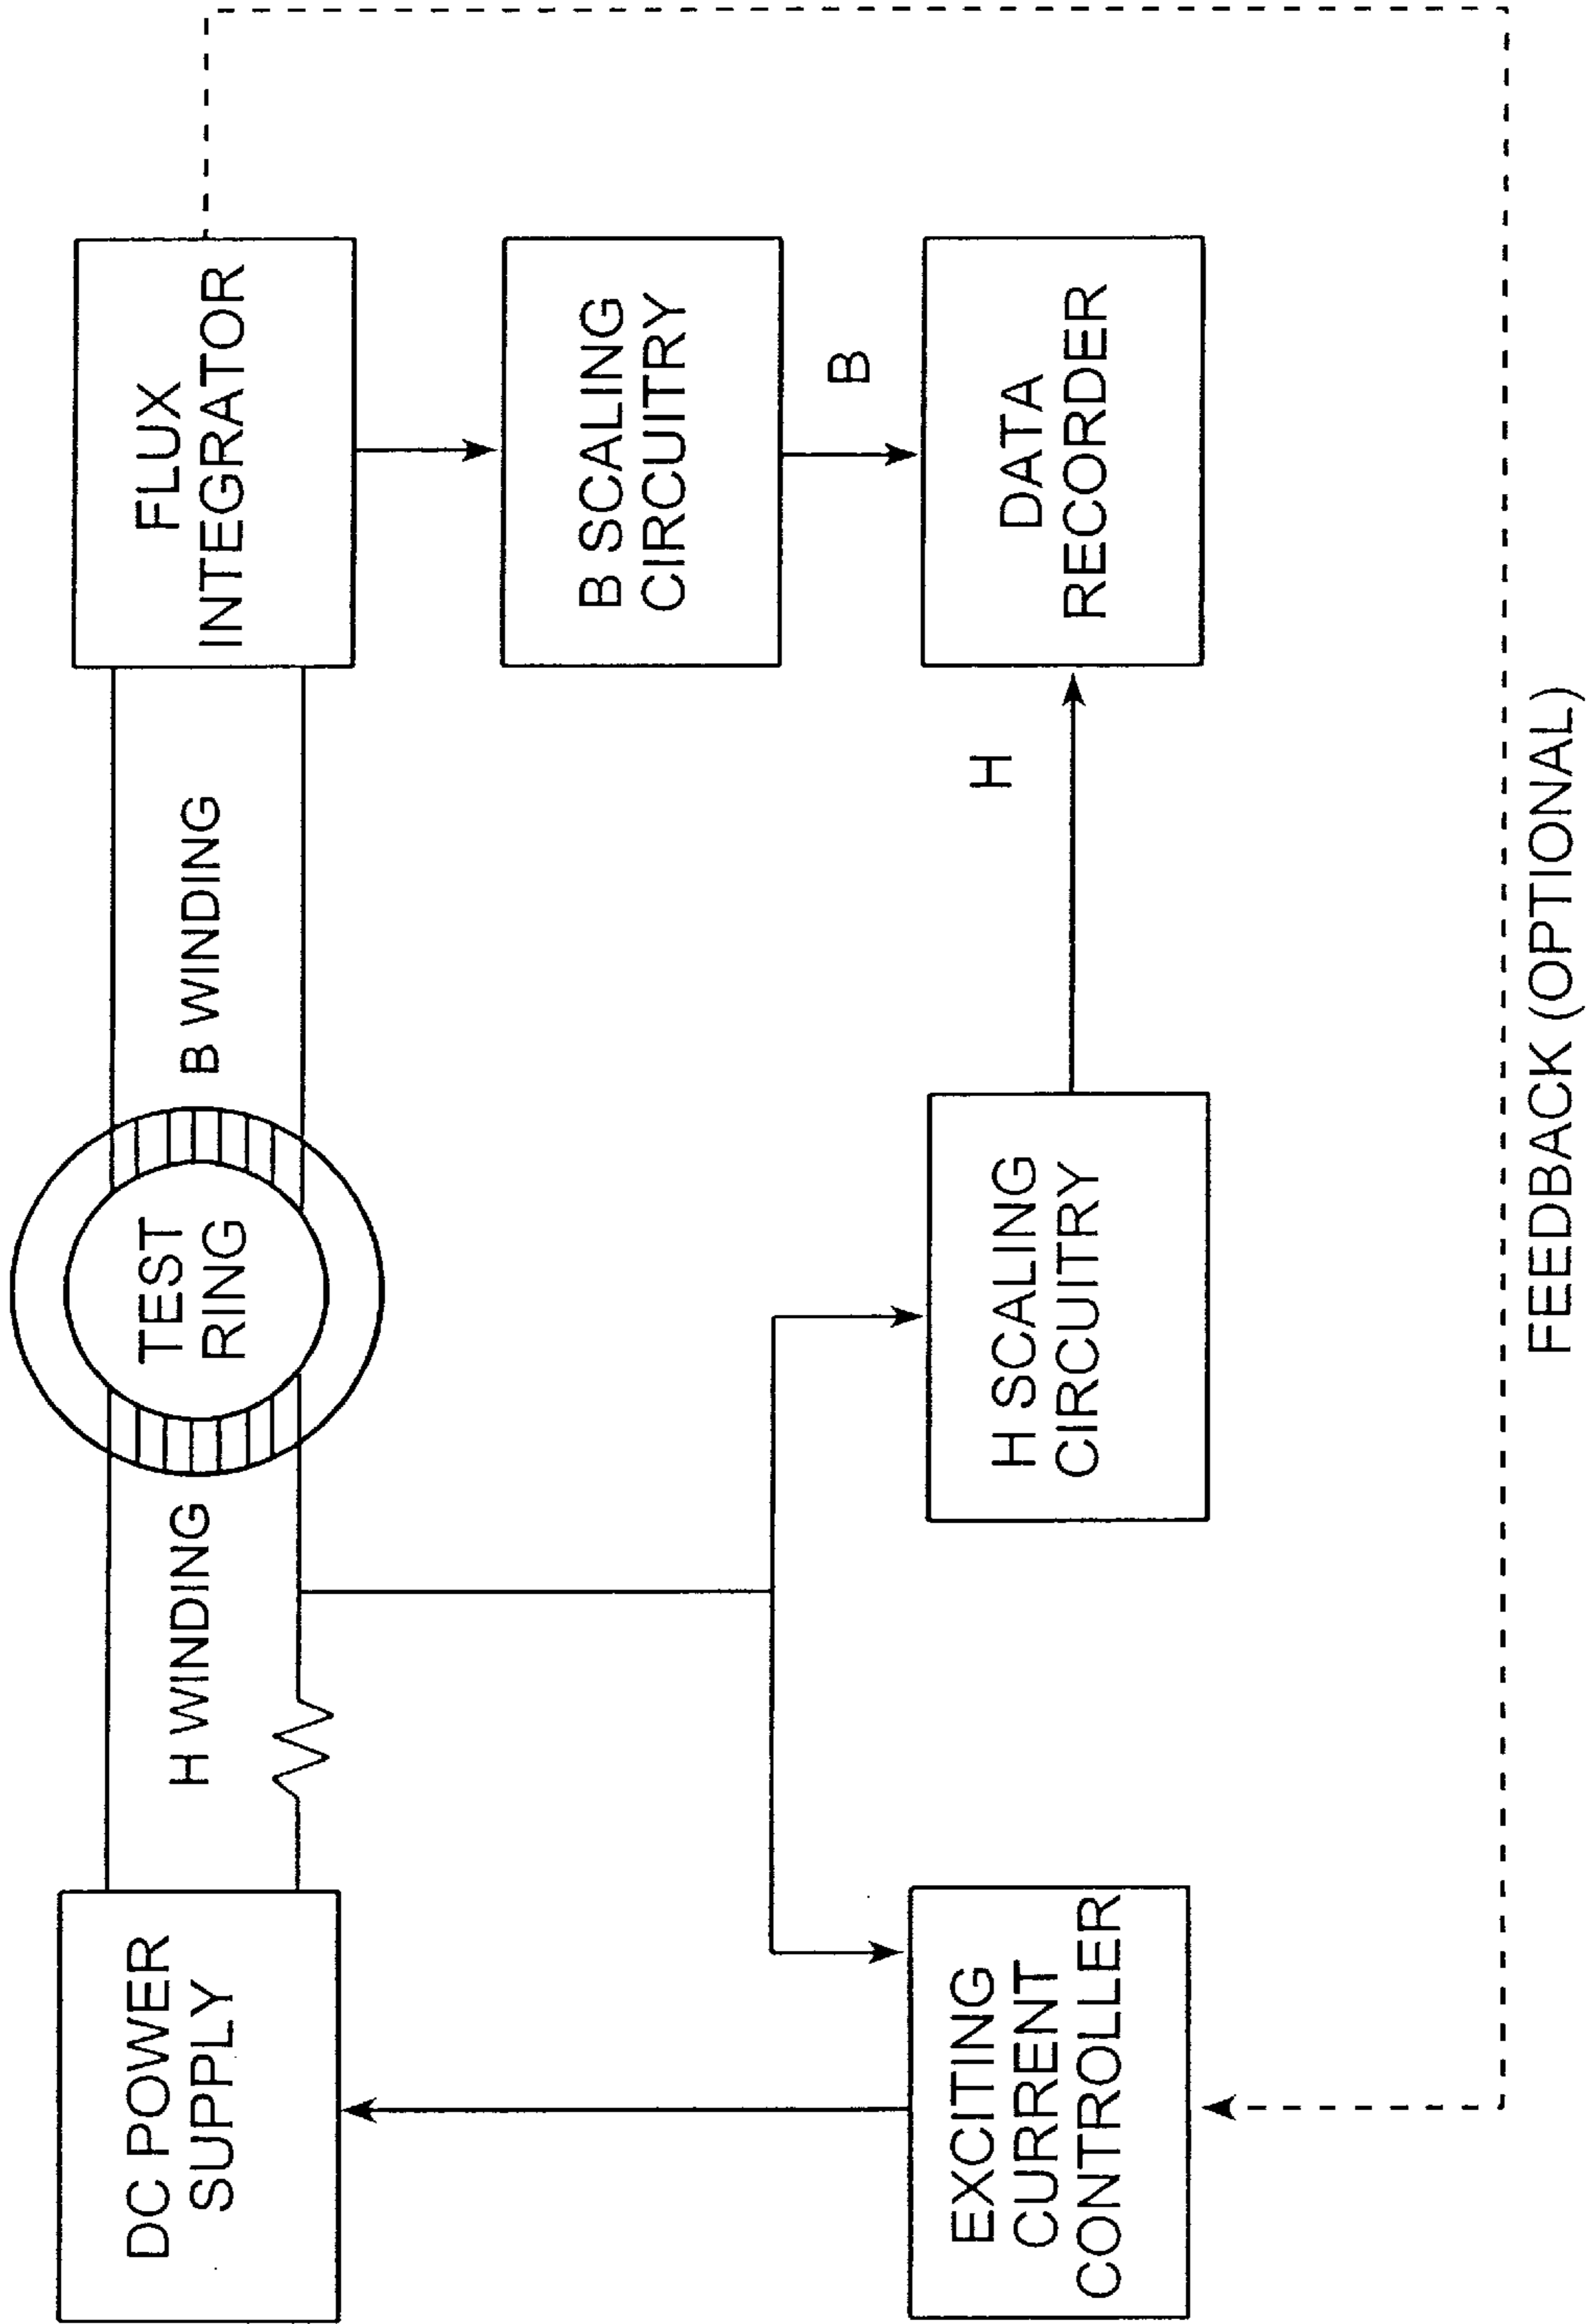 DC POWER
SUPPLY
H WINDING
TEST
RING
B WINDING
FLUX
INTEGRATOR
B SCALING
CIRCUITRY
B
EXCITING
CURRENT
CONTROLLER
H SCALING
CIRCUITRY
H
DATA
RECORDER
FEEDBACK (OPTIONAL)